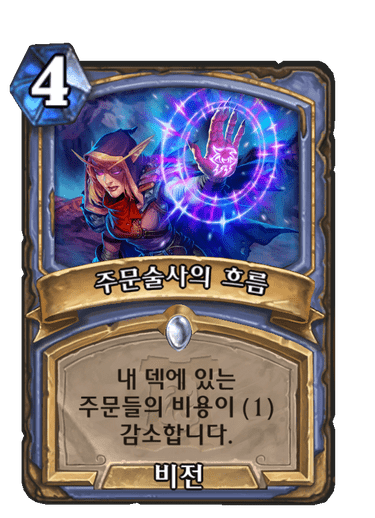 4
주문술사의 흐름
내 덱에 있는
주문들의 비용이 (1)
감소합니다.
비전